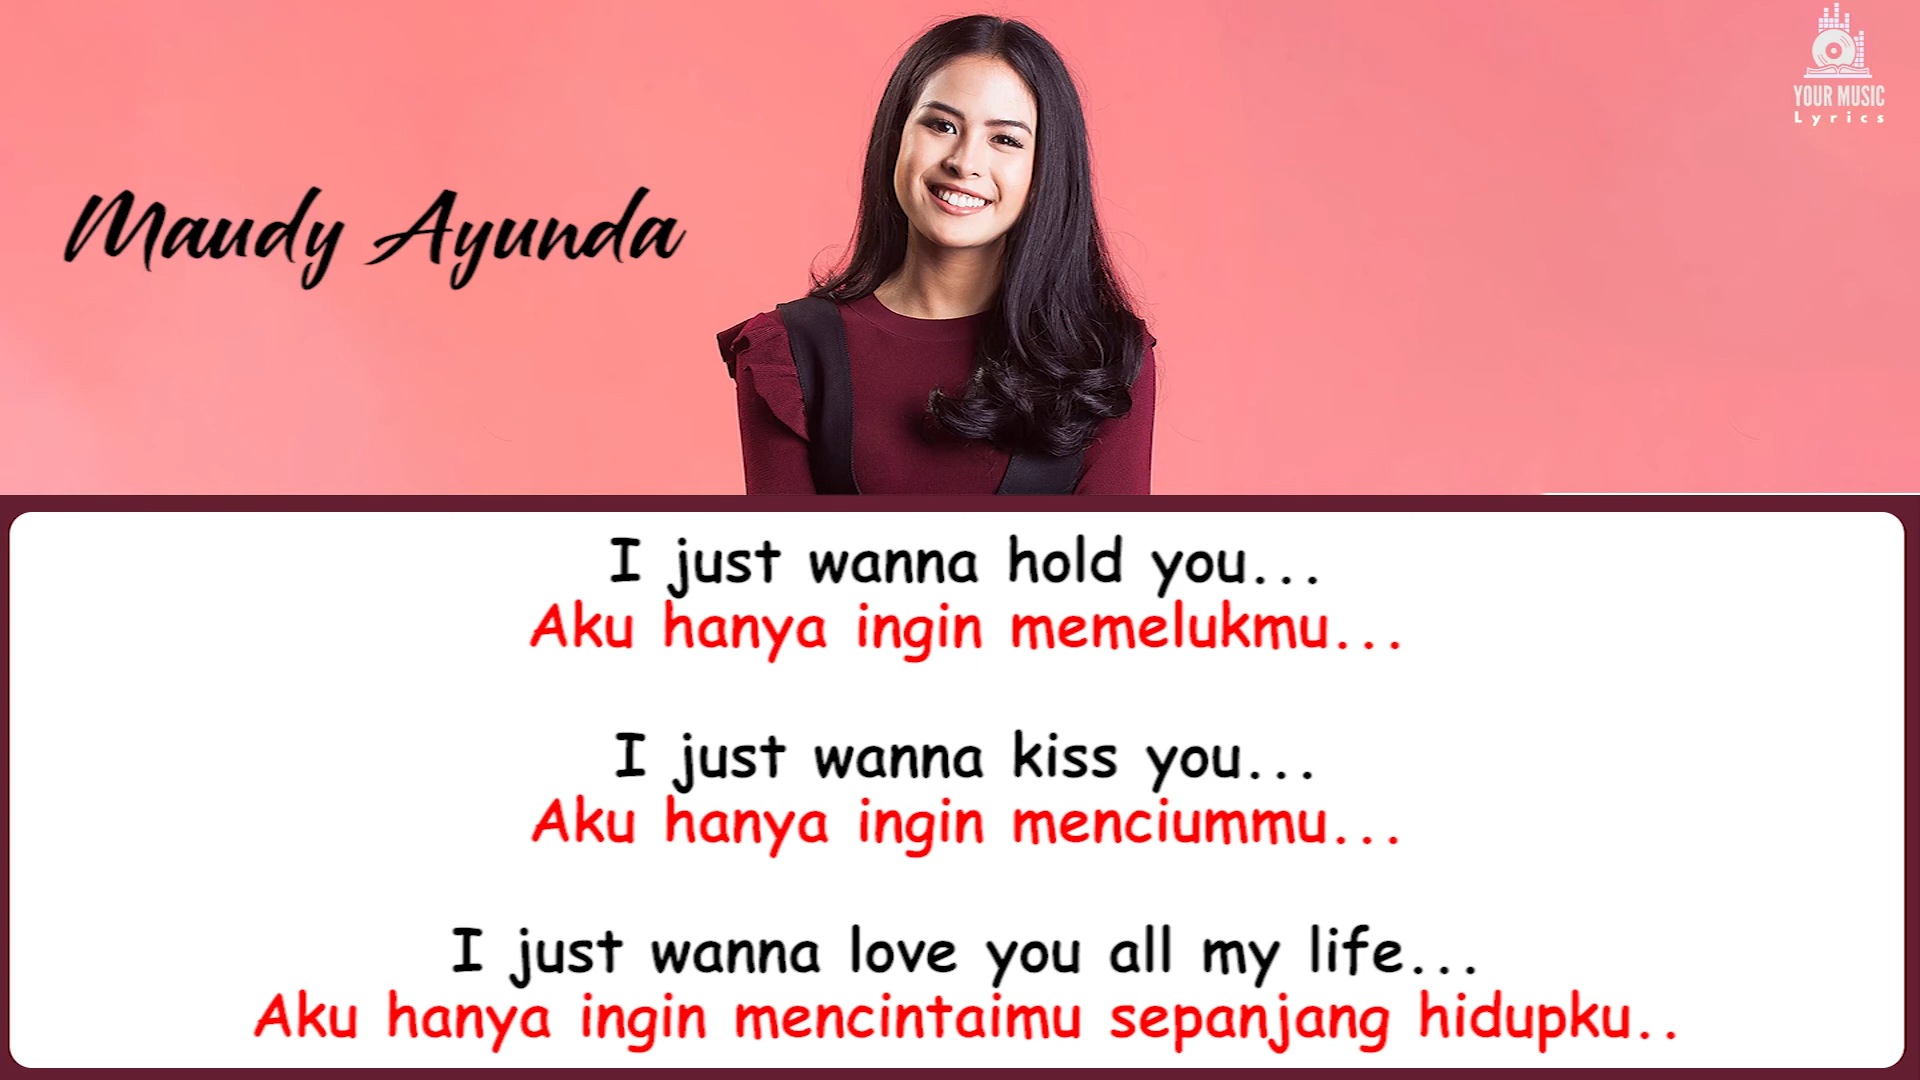 YOUR MUSIC
Lyrics
Maudy Ayunda
I just wanna hold you...
Aku hanya ingin memelukmu...
I just wanna kiss you...
Aku hanya ingin menciummu...
I just wanna love you all my life...
Aku hanya ingin mencintaimu sepanjang hidupku..